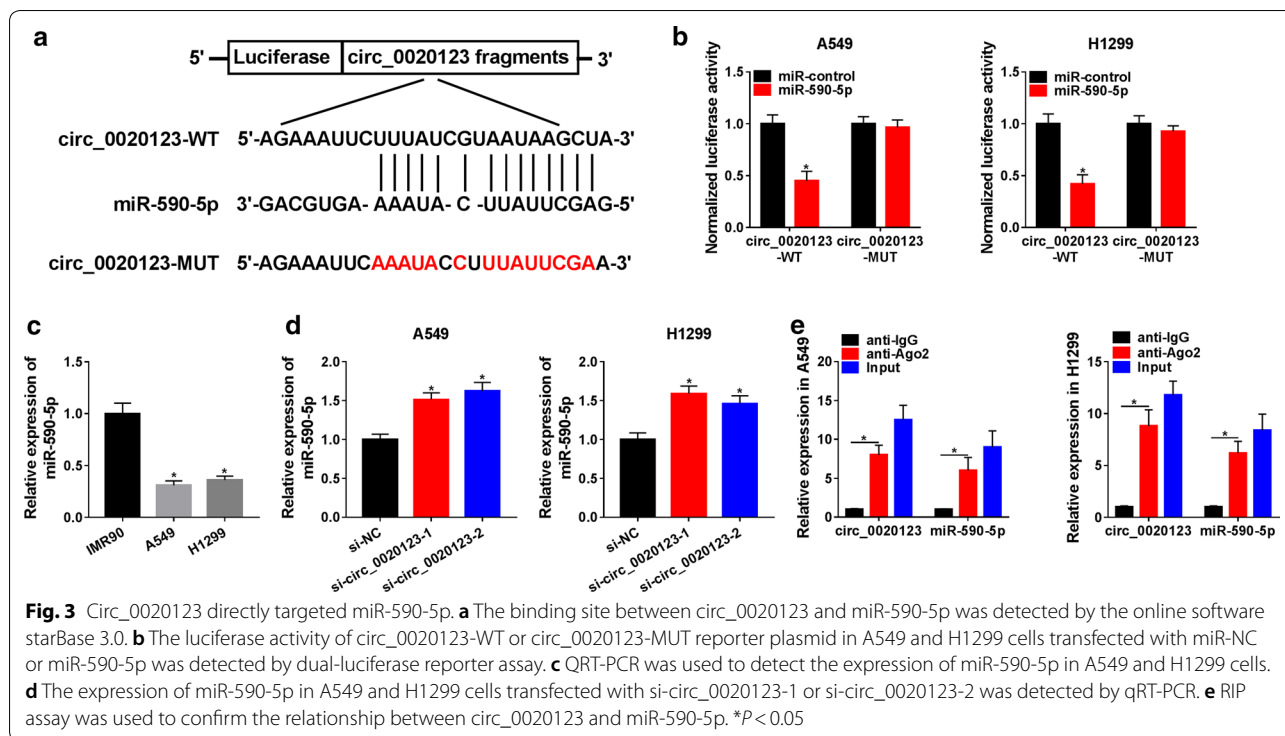 a
5' Luciferase circ_0020123 fragments 3'
circ_0020123-WT 5'-AGAAAUUCUUUAUCGUAAUAAGCUA-3'
miR-590-5p 3'-GACGUGA- AAAUA- C -UUAUUCGAG-5'
circ_0020123-MUT 5'-AGAAAUUCAAAUACCUUUAUUCGAA-3'
b
A549
Normalized luciferase activity
1.5
1.0
0.5
0.0
miR-control
miR-590-5p
*
circ_0020123 circ_0020123
-WT -MUT
H1299
Normalized luciferase activity
1.5
1.0
0.5
0.0
miR-control
miR-590-5p
*
circ_0020123 circ_0020123
-WT -MUT
c
Relative expression of
miR-590-5p
1.5
1.0
0.5
0.0
* *
IMR90 A549 H1299
d
A549
Relative expression of
miR-590-5p
2.0
1.5
1.0
0.5
0.0
* *
si-NC si-circ_0020123-1 si-circ_0020123-2
H1299
Relative expression of
miR-590-5p
2.0
1.5
1.0
0.5
0.0
* *
si-NC si-circ_0020123-1 si-circ_0020123-2
e
anti-IgG
anti-Ago2
Input
Relative expression in A549
20
15
10
5
0
* *
circ_0020123 miR-590-5p
anti-IgG
anti-Ago2
Input
Relative expression in H1299
15
10
5
0
* *
circ_0020123 miR-590-5p
Fig. 3 Circ_0020123 directly targeted miR-590-5p. a The binding site between circ_0020123 and miR-590-5p was detected by the online software
starBase 3.0. b The luciferase activity of circ_0020123-WT or circ_0020123-MUT reporter plasmid in A549 and H1299 cells transfected with miR-NC
or miR-590-5p was detected by dual-luciferase reporter assay. c QRT-PCR was used to detect the expression of miR-590-5p in A549 and H1299 cells.
d The expression of miR-590-5p in A549 and H1299 cells transfected with si-circ_0020123-1 or si-circ_0020123-2 was detected by qRT-PCR. e RIP
assay was used to confirm the relationship between circ_0020123 and miR-590-5p. *P < 0.05